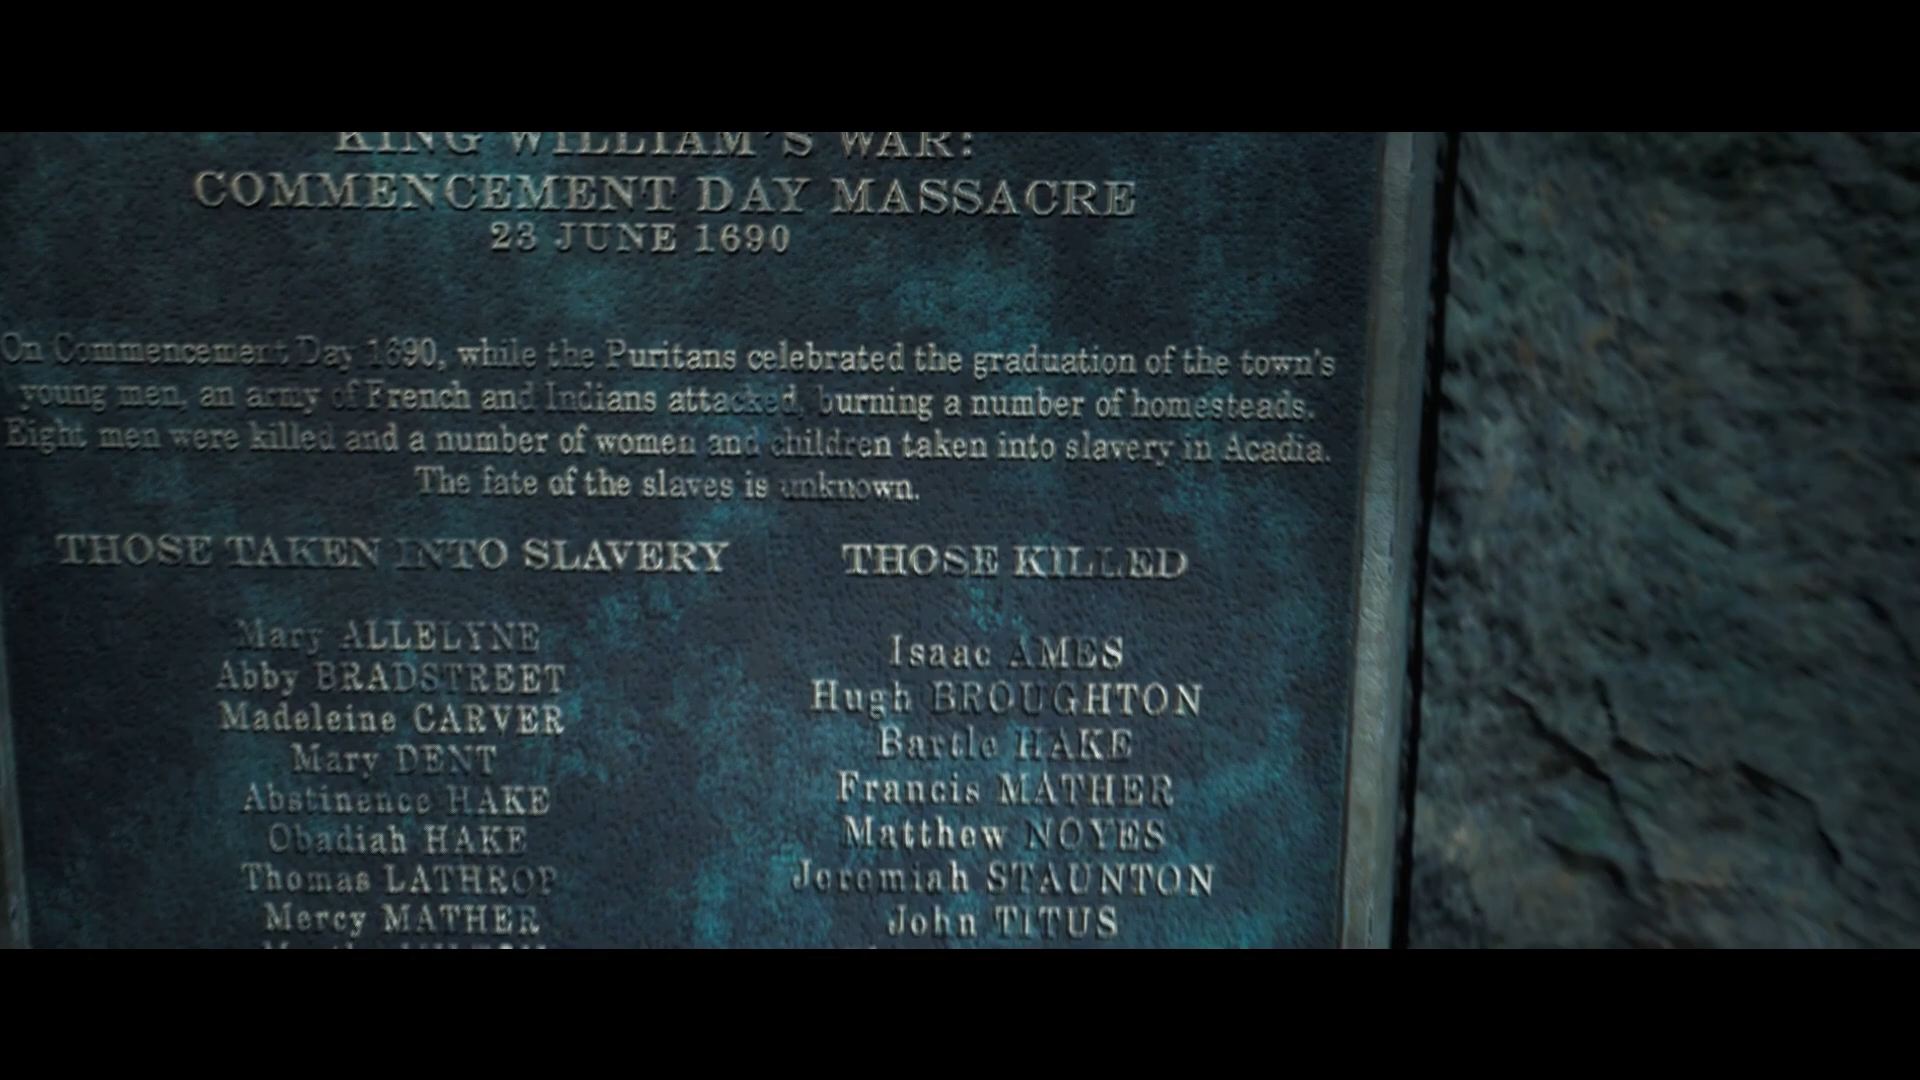 KING WILLIAM'S WAR:
COMMENCEMENT DAY MASSACRE
23 JUNE 1690
On Commencement Day 1690, while the Puritans celebrated the graduation of the town's
young men, an army of French and Indians attacked, burning a number of homesteads.
Eight men were killed and a number of women and children taken into slavery in Acadia.
The fate of the slaves is unknown.
THOSE TAKEN INTO SLAVERY
Mary ALLELYNE
Abby BRADSTREET
Madeleine CARVER
Mary DENT
Abstinence HAKE
Obadiah HAKE
Thomas LATHROP
Mercy MATHER
THOSE KILLED
Isaac AMES
Hugh BROUGHTON
Bartle HAKE
Francis MATHER
Matthew NOYES
Jeremiah STAUNTON
John TITUS